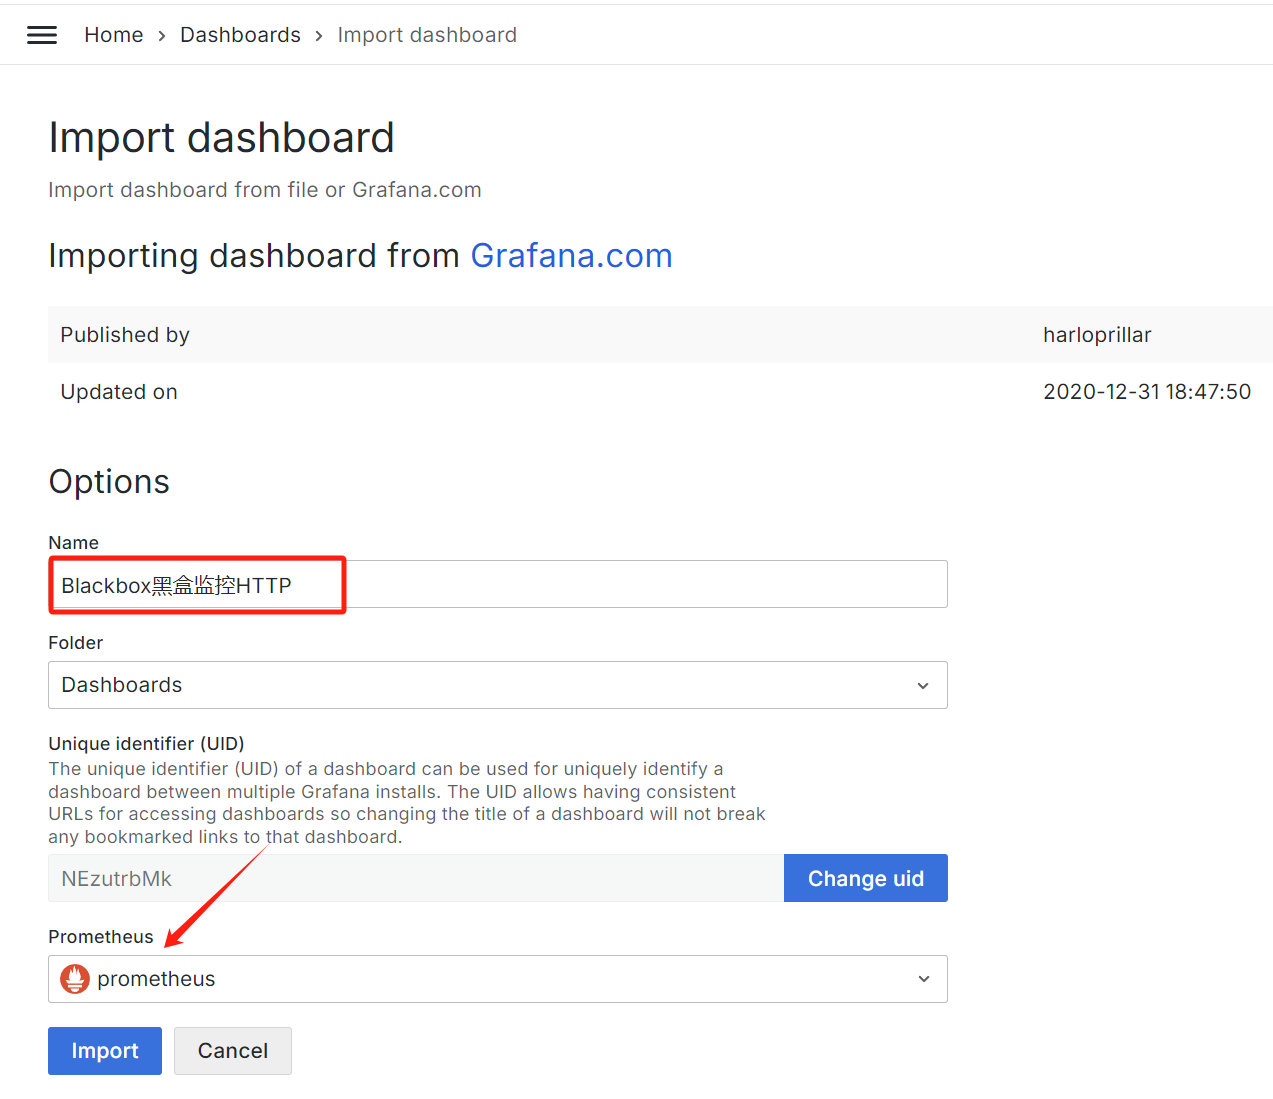 Home › Dashboards › Import dashboard
Import dashboard
Import dashboard from file or Grafana.com
Importing dashboard from Grafana.com
Published by harloprillar
Updated on 2020-12-31 18:47:50
Options
Name
Blackbox黑盒监控HTTP
Folder
Dashboards
Unique identifier (UID)
The unique identifier (UID) of a dashboard can be used for uniquely identify a
dashboard between multiple Grafana installs. The UID allows having consistent
URLs for accessing dashboards so changing the title of a dashboard will not break
any bookmarked links to that dashboard.
NEzutrbMk Change uid
Prometheus
prometheus
Import Cancel